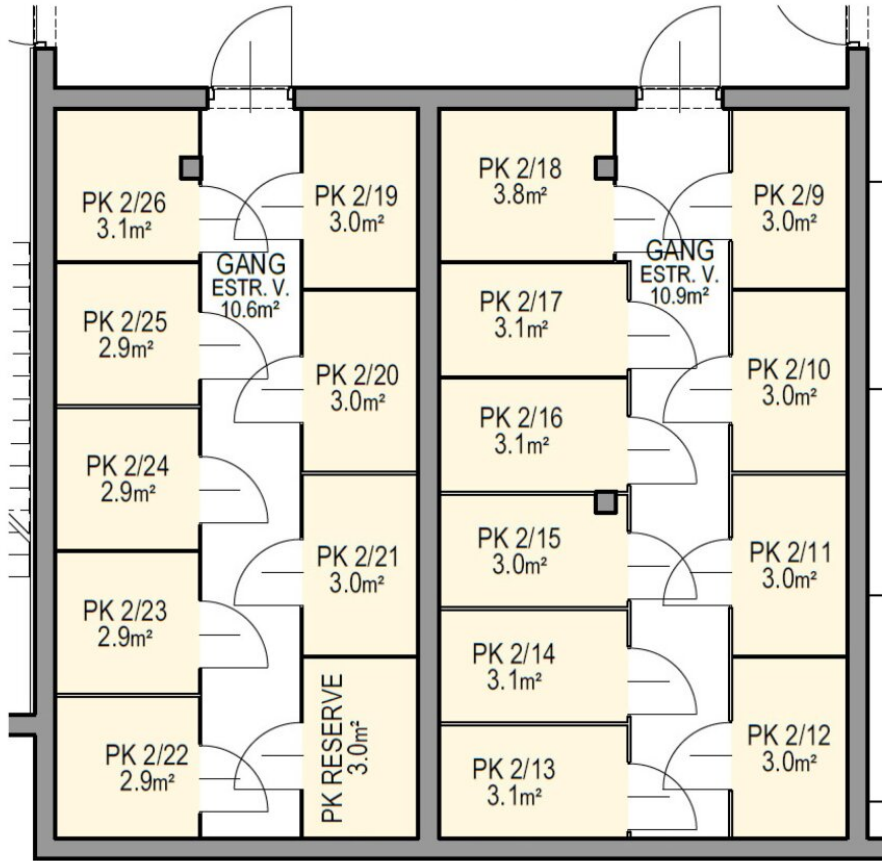 PK 2/26
3.1m²
PK 2/25
2.9m²
PK 2/24
2.9m²
PK 2/23
2.9m²
PK 2/22
2.9m²
GANG
ESTR. V.
10.6m²
PK 2/19
3.0m²
PK 2/20
3.0m²
PK 2/21
3.0m²
PK RESERVE
3.0m²
PK 2/18
3.8m²
PK 2/17
3.1m²
PK 2/16
3.1m²
PK 2/15
3.0m²
PK 2/14
3.1m²
PK 2/13
3.1m²
GANG
ESTR. V.
10.9m²
PK 2/9
3.0m²
PK 2/10
3.0m²
PK 2/11
3.0m²
PK 2/12
3.0m²